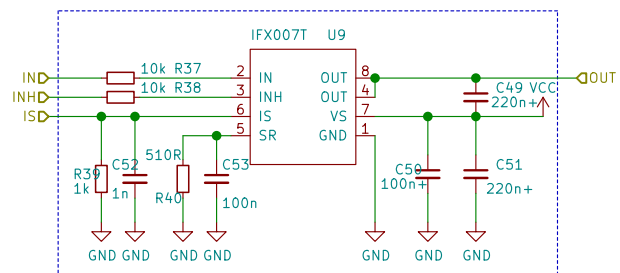 IFX007T U9
IN 10k R37 2 IN OUT 8 OUT
INH 10k R38 3 INH OUT 4 C49 VCC
220n+
IS 6 IS VS 7
5 SR GND 1
510R C52 C53 C50 C51
R39 1k 1n R40 100n 100n+ 220n+
GND GND GND GND GND GND GND